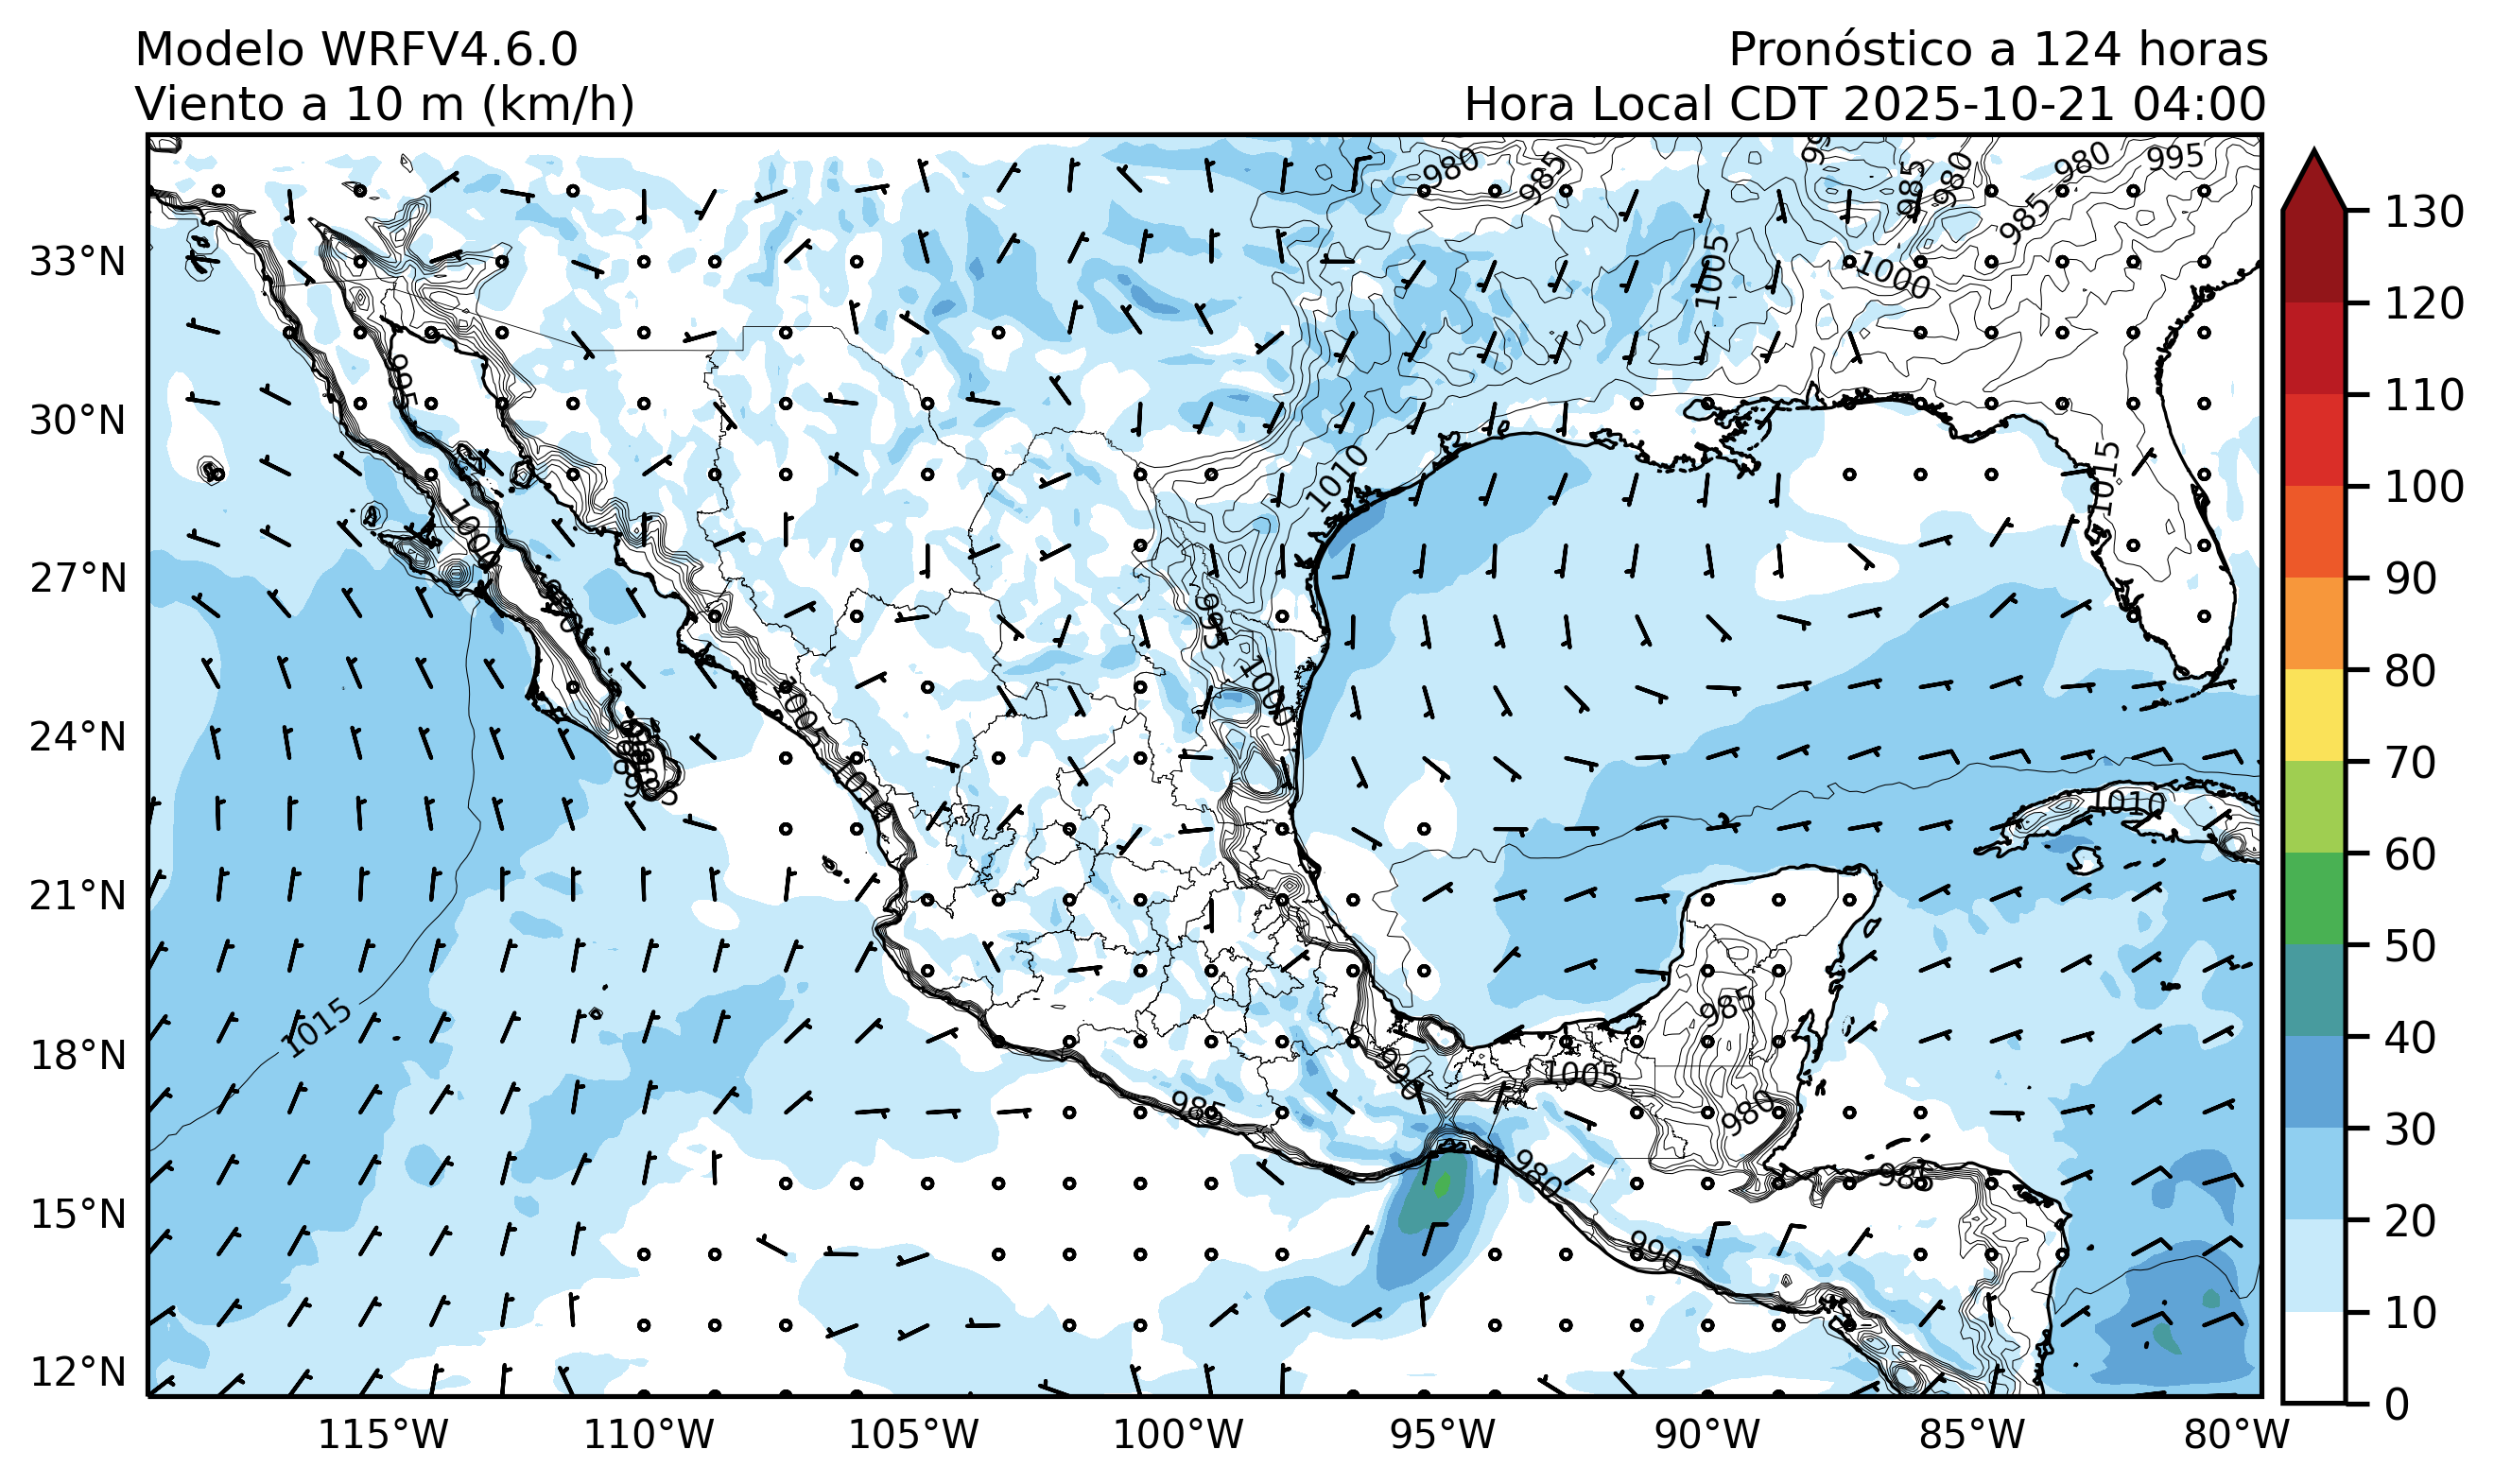 Modelo WRFV4.6.0
Pronóstico a 124 horas
Viento a 10 m (km/h)
Hora Local CDT 2025-10-21 04:00
980
985
985
980
980
995
985
1000
1005
995
1010
1015
1000
995
1000
1005
1010
1010
985
1015
990
1005
985
980
980
985
990
33°N
30°N
27°N
24°N
21°N
18°N
15°N
12°N
115°W
110°W
105°W
100°W
95°W
90°W
85°W
80°W
130
120
110
100
90
80
70
60
50
40
30
20
10
0